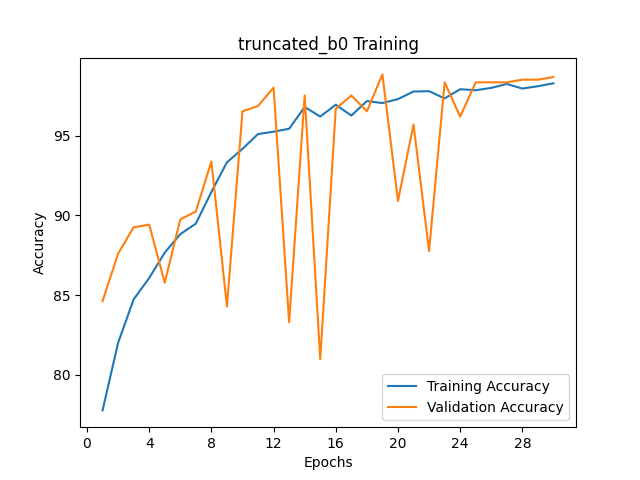 truncated_b0 Training
Accuracy
95
90
85
80
0 4 8 12 16 20 24 28
Epochs
Training Accuracy
Validation Accuracy